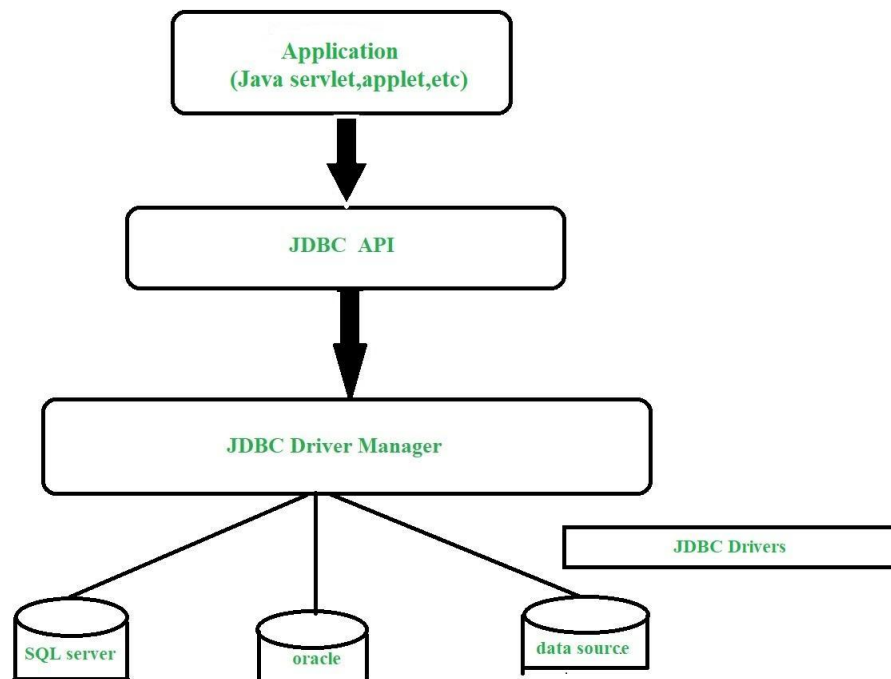 Application
(Java servlet,applet,etc)
JDBC API
JDBC Driver Manager
JDBC Drivers
SQL server
oracle
data source